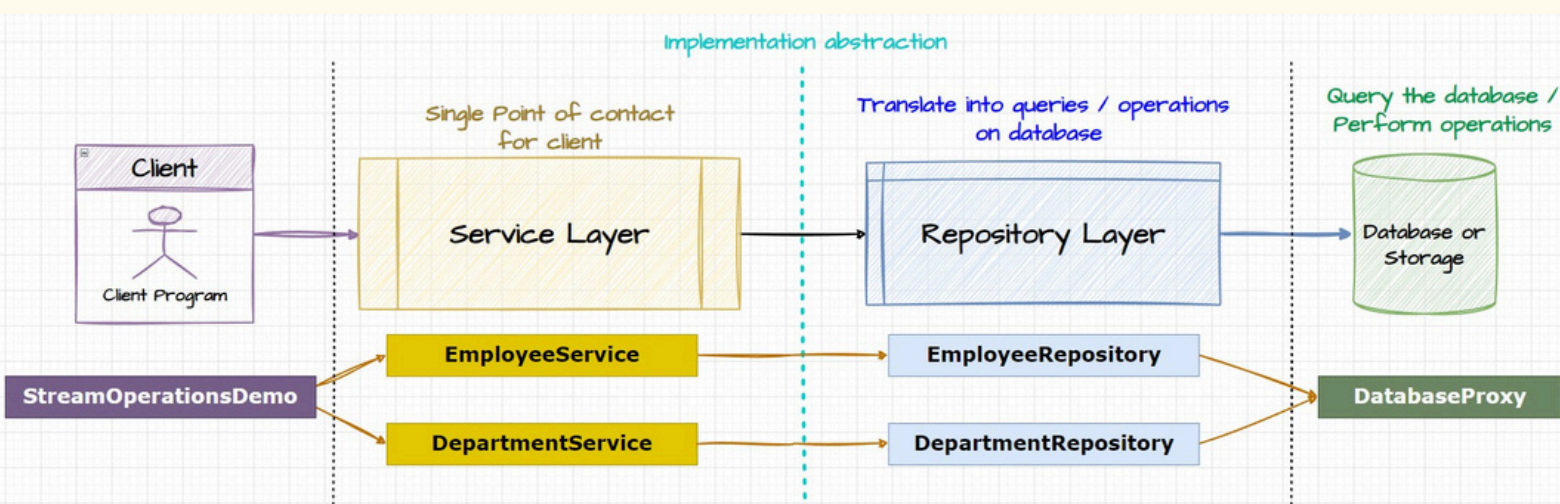 Implementation abstraction
Single Point of contact
for client
Translate into queries / operations
on database
Query the database /
Perform operations
Client
Client Program
Service Layer
Repository Layer
Database or
Storage
EmployeeService
EmployeeRepository
StreamOperationsDemo
DatabaseProxy
DepartmentService
DepartmentRepository